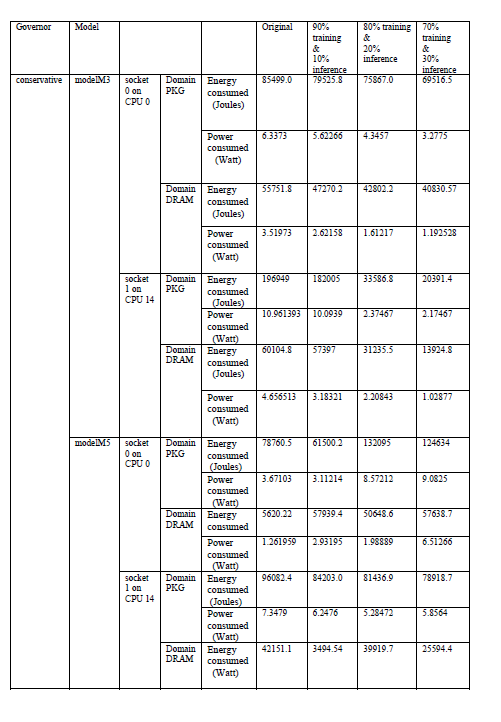 Governor Model Original 90% training & 10% inference 80% training & 20% inference 70% training & 30% inference
conservative modelM3 socket 0 on CPU 0 Domain PKG Energy consumed (Joules) 85499.0 79525.8 75867.0 69516.5
Power consumed (Watt) 6.3373 5.62266 4.3457 3.2775
Domain DRAM Energy consumed (Joules) 55751.8 47270.2 42802.2 40830.57
Power consumed (Watt) 3.51973 2.62158 1.61217 1.192528
socket 1 on CPU 14 Domain PKG Energy consumed (Joules) 196949 182005 33586.8 20391.4
Power consumed (Watt) 10.961393 10.0939 2.37467 2.17467
Domain DRAM Energy consumed (Joules) 60104.8 57397 31235.5 13924.8
Power consumed (Watt) 4.656513 3.18321 2.20843 1.02877
modelM5 socket 0 on CPU 0 Domain PKG Energy consumed (Joules) 78760.5 61500.2 132095 124634
Power consumed (Watt) 3.67103 3.11214 8.57212 9.0825
Domain DRAM Energy consumed 5620.22 57939.4 50648.6 57638.7
Power consumed (Watt) 1.261959 2.93195 1.98889 6.51266
socket 1 on CPU 14 Domain PKG Energy consumed (Joules) 96082.4 84203.0 81436.9 78918.7
Power consumed (Watt) 7.3479 6.2476 5.28472 5.8564
Domain DRAM Energy consumed (Watt) 42151.1 3494.54 39919.7 25594.4